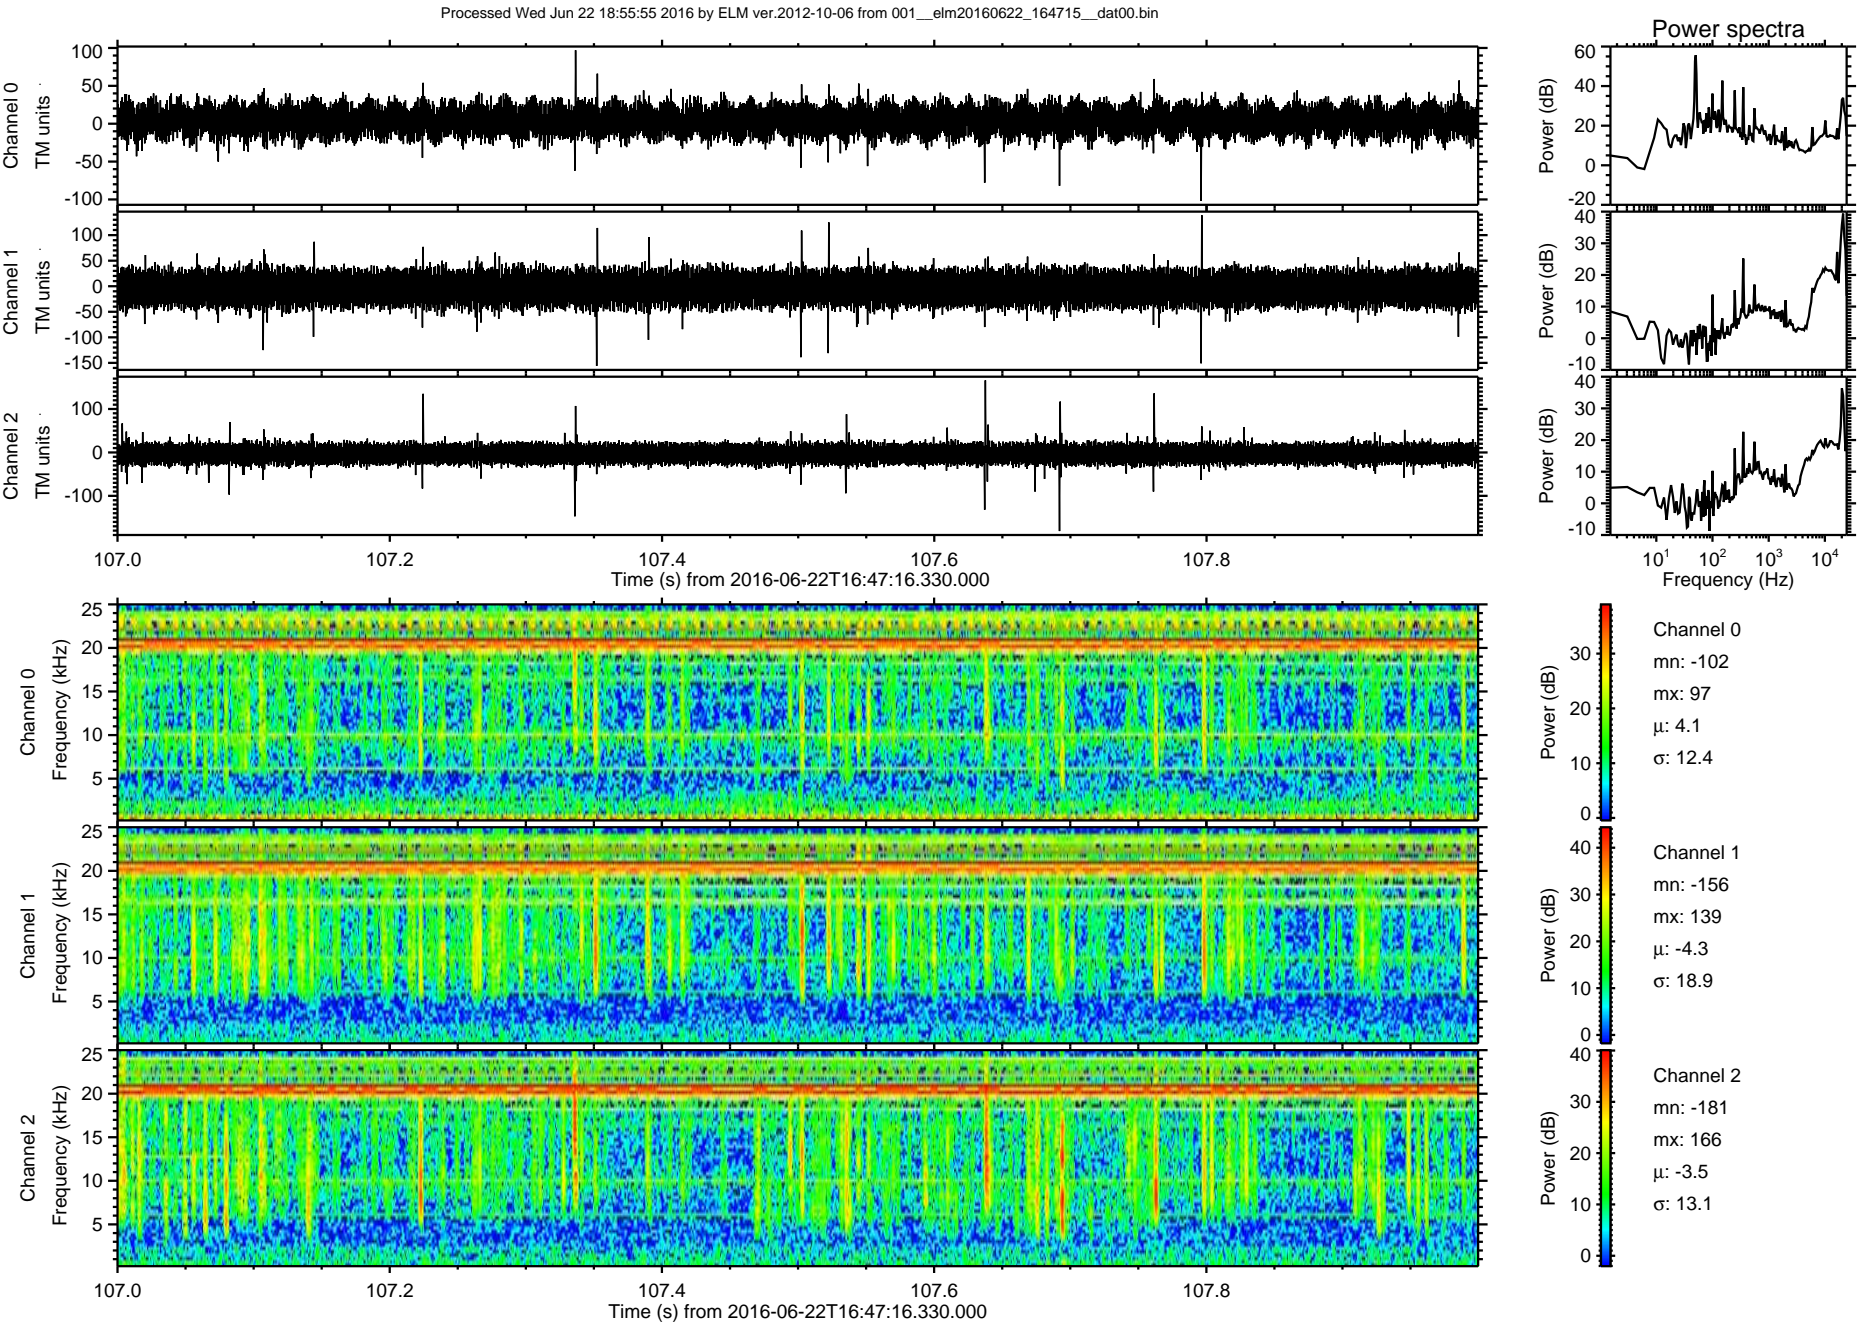 Processed Wed Jun 22 18:55:55 2016 by ELM ver.2012-10-06 from 001__elm20160622_164715__dat00.bin
Power spectra
Channel 0
TM units
100
50
0
-50
-100
Power (dB)
60
40
20
0
-20
Channel 1
TM units
100
50
0
-50
-100
-150
Power (dB)
40
30
20
10
0
-10
Channel 2
TM units
100
0
-100
Power (dB)
40
30
20
10
0
-10
107.0 107.2 107.4 107.6 107.8
Time (s) from 2016-06-22T16:47:16.330.000
10¹ 10² 10³ 10⁴
Frequency (Hz)
Channel 0
Frequency (kHz)
25
20
15
10
5
Power (dB)
30
20
10
0
Channel 0
mn: -102
mx: 97
µ: 4.1
σ: 12.4
Channel 1
Frequency (kHz)
25
20
15
10
5
Power (dB)
40
30
20
10
0
Channel 1
mn: -156
mx: 139
µ: -4.3
σ: 18.9
Channel 2
Frequency (kHz)
25
20
15
10
5
Power (dB)
40
30
20
10
0
Channel 2
mn: -181
mx: 166
µ: -3.5
σ: 13.1
107.0 107.2 107.4 107.6 107.8
Time (s) from 2016-06-22T16:47:16.330.000